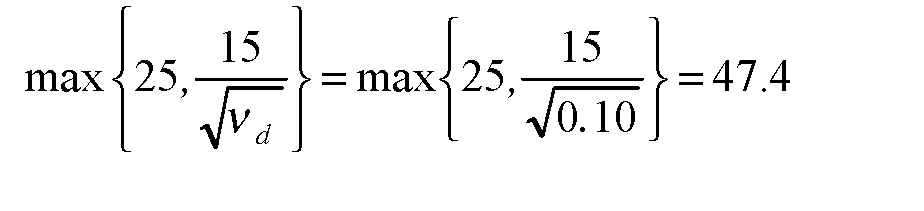 max{25, 15/√ν_d} = max{25, 15/√0.10} = 47.4